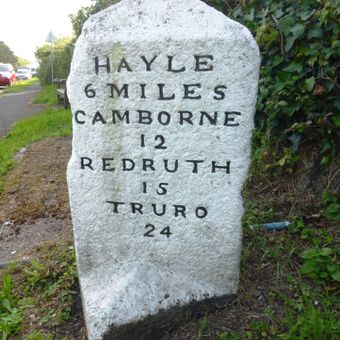 HAYLE
6 MILES
CAMBORNE
12
REDRUTH
15
TRURO
24